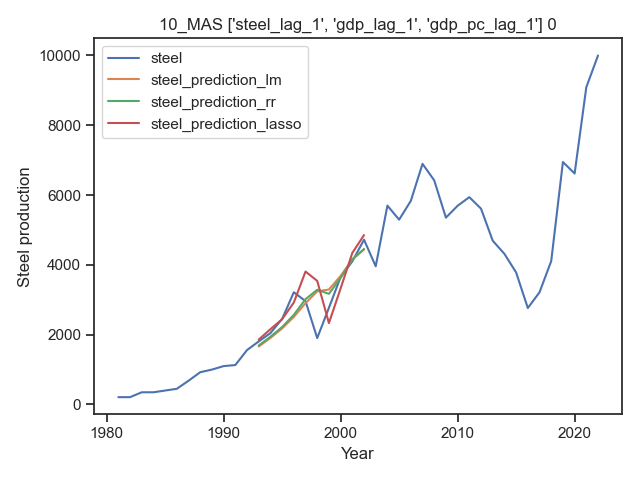 10_MAS ['steel_lag_1', 'gdp_lag_1', 'gdp_pc_lag_1'] 0
steel
steel_prediction_lm
steel_prediction_rr
steel_prediction_lasso
Steel production
10000
8000
6000
4000
2000
0
1980 1990 2000 2010 2020
Year